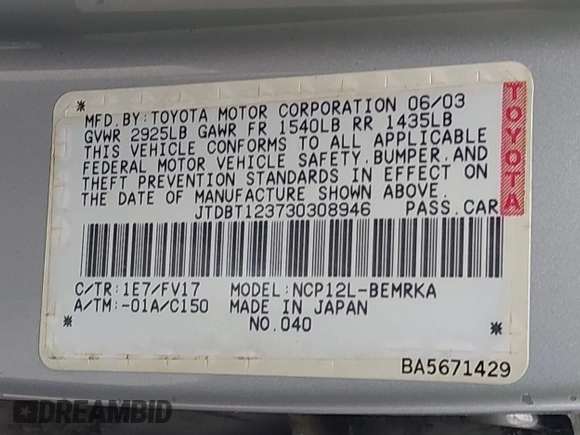 MFD. BY: TOYOTA MOTOR CORPORATION 06/03
GVWR 2925LB GAWR FR 1540LB RR 1435LB
THIS VEHICLE CONFORMS TO ALL APPLICABLE
FEDERAL MOTOR VEHICLE SAFETY, BUMPER, AND
THEFT PREVENTION STANDARDS IN EFFECT ON
THE DATE OF MANUFACTURE SHOWN ABOVE.
JTDBT123730308946 PASS. CAR
TOYOTA
C/TR: 1E7/FV17 MODEL: NCP12L-BEMRKA
A/TM: -01A/C150 MADE IN JAPAN
NO. 040
BA5671429
DREAMBID